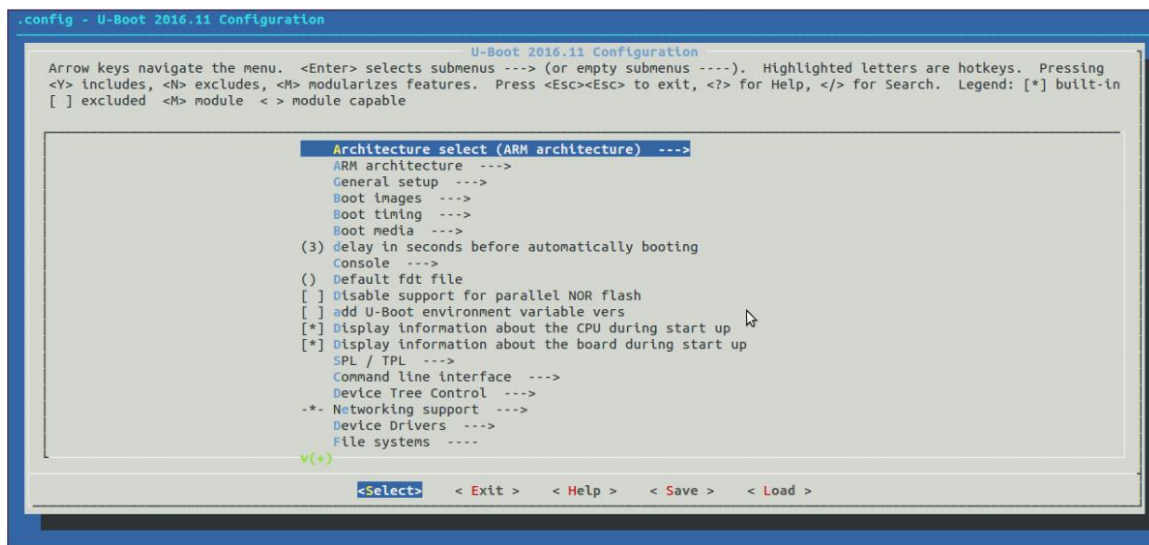 .config - U-Boot 2016.11 Configuration
U-Boot 2016.11 Configuration
Arrow keys navigate the menu.  <Enter> selects submenus ---> (or empty submenus ----).  Highlighted letters are hotkeys.  Pressing
<Y> includes, <N> excludes, <M> modularizes features.  Press <Esc><Esc> to exit, <?> for Help, </> for Search.  Legend: [*] built-in
[ ] excluded  <M> module  < > module capable
Architecture select (ARM architecture)  --->
ARM architecture  --->
General setup  --->
Boot images  --->
Boot timing  --->
Boot media  --->
(3) delay in seconds before automatically booting
Console  --->
()  Default fdt file
[ ] Disable support for parallel NOR flash
[ ] add U-Boot environment variable vers
[*] Display information about the CPU during start up
[*] Display information about the board during start up
SPL / TPL  --->
Command line interface  --->
Device Tree Control  --->
-*- Networking support  --->
Device Drivers  --->
File systems  ----
v(+)
<Select>    < Exit >    < Help >    < Save >    < Load >